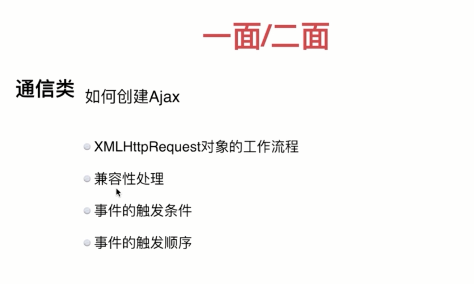 一面/二面
通信类 如何创建Ajax
XMLHttpRequest对象的工作流程
兼容性处理
事件的触发条件
事件的触发顺序